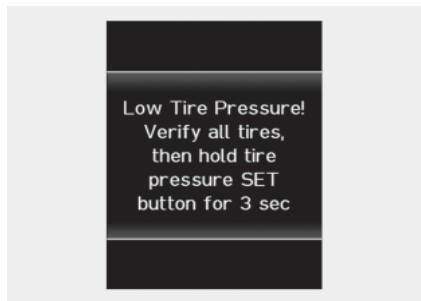 Low Tire Pressure!
Verify all tires,
then hold tire
pressure SET
button for 3 sec